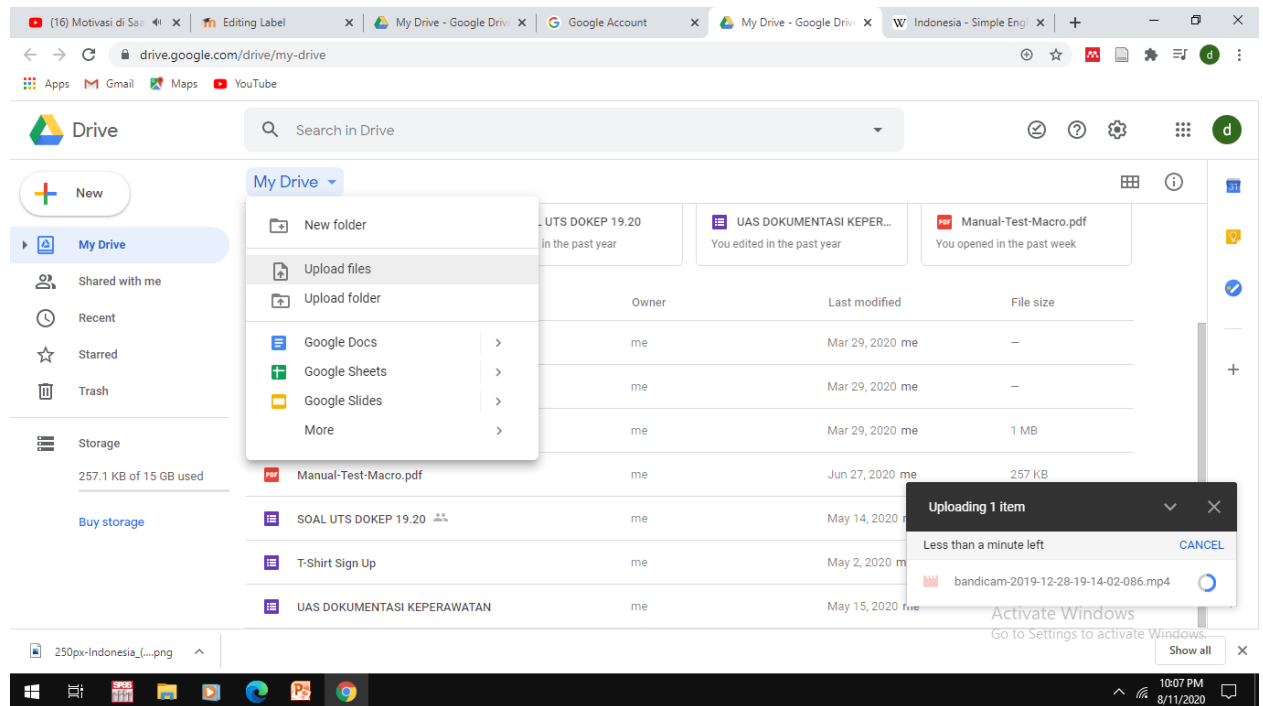 (16) Motivasi di Saa
Editing Label
My Drive - Google Drive
Google Account
My Drive - Google Drive
Indonesia - Simple Engl
drive.google.com/drive/my-drive
d
Apps
Gmail
Maps
YouTube
Drive
Search in Drive
d
New
My Drive
31
New folder
L UTS DOKEP 19.20
UAS DOKUMENTASI KEPER...
Manual-Test-Macro.pdf
in the past year
You edited in the past year
You opened in the past week
My Drive
Upload files
Shared with me
Upload folder
Owner
Last modified
File size
Recent
Google Docs
me
Mar 29, 2020 me
–
Starred
Google Sheets
me
Mar 29, 2020 me
–
Trash
Google Slides
More
me
Mar 29, 2020 me
1 MB
Storage
257.1 KB of 15 GB used
PDF
Manual-Test-Macro.pdf
me
Jun 27, 2020 me
257 KB
Buy storage
SOAL UTS DOKEP 19.20
me
May 14, 2020
T-Shirt Sign Up
me
May 2, 2020
UAS DOKUMENTASI KEPERAWATAN
me
May 15, 2020 me
Uploading 1 item
Less than a minute left
CANCEL
bandicam-2019-12-28-19-14-02-086.mp4
Activate Windows
Go to Settings to activate Windows.
250px-Indonesia_(....png
Show all
SPSS
10:07 PM
8/11/2020